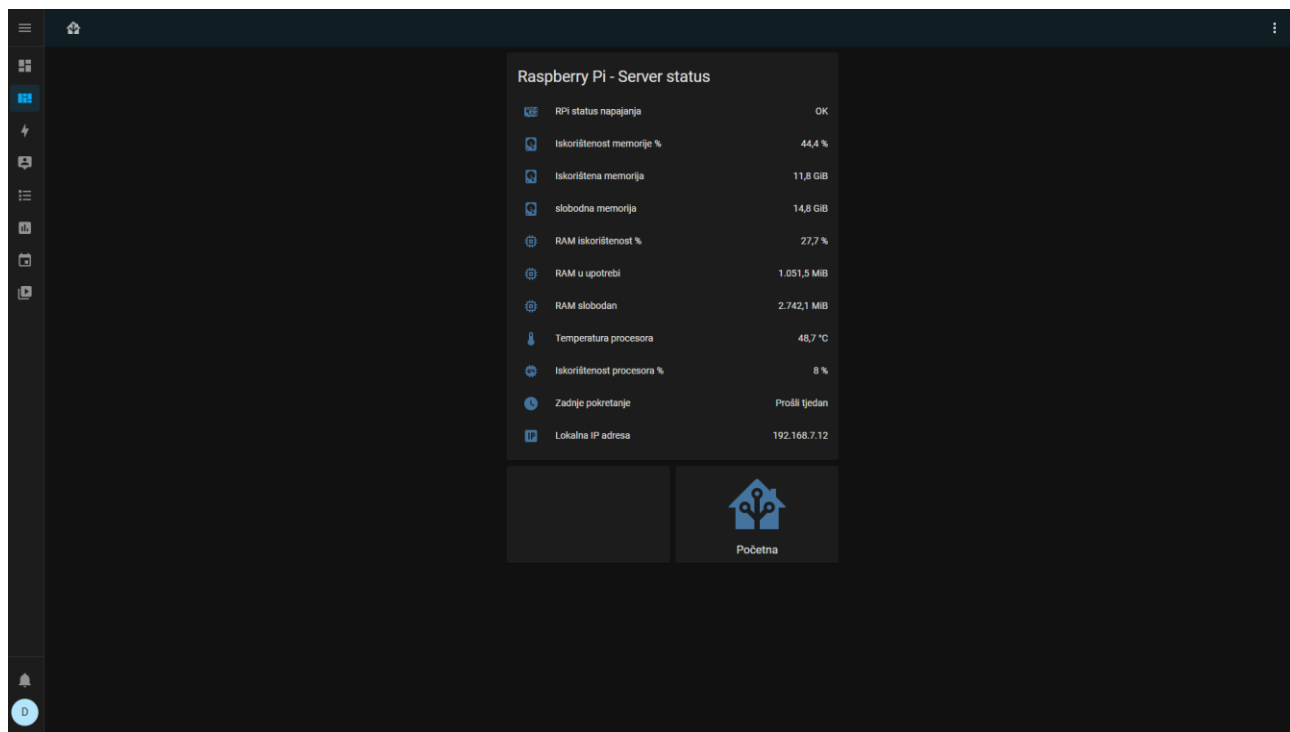 Raspberry Pi - Server status
RPi status napajanja OK
Iskorištenost memorije % 44,4 %
Iskorištena memorija 11,8 GiB
slobodna memorija 14,8 GiB
RAM iskorištenost % 27,7 %
RAM u upotrebi 1.051,5 MiB
RAM slobodan 2.742,1 MiB
Temperatura procesora 48,7 °C
Iskorištenost procesora % 8 %
Zadnje pokretanje Prošli tjedan
Lokalna IP adresa 192.168.7.12
Početna
D